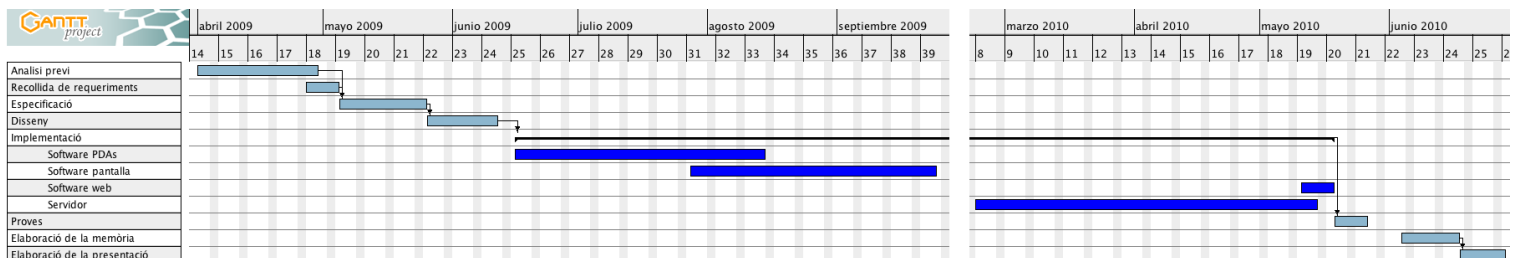 GANTT
project
abril 2009 mayo 2009 junio 2009 julio 2009 agosto 2009 septiembre 2009 marzo 2010 abril 2010 mayo 2010 junio 2010
14 15 16 17 18 19 20 21 22 23 24 25 26 27 28 29 30 31 32 33 34 35 36 37 38 39 8 9 10 11 12 13 14 15 16 17 18 19 20 21 22 23 24 25 26 2
Analisi previ
Recollida de requeriments
Especificació
Disseny
Implementació
Software PDAs
Software pantalla
Software web
Servidor
Proves
Elaboració de la memòria
Elaboració de la presentació